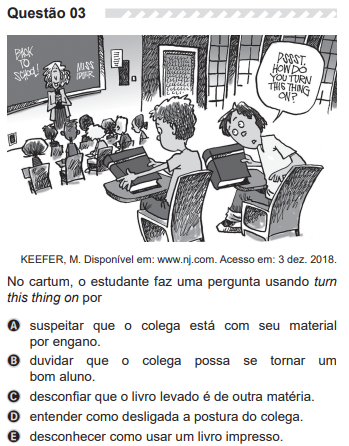 Questão 03
BACK
TO
SCHOOL!
MISS
PSSST,
HOW DO
YOU TURN
THIS THING
ON?
KEEFER, M. Disponível em: www.nj.com. Acesso em: 3 dez. 2018.
No cartum, o estudante faz uma pergunta usando turn
this thing on por
A suspeitar que o colega está com seu material
por engano.
B duvidar que o colega possa se tornar um
bom aluno.
C desconfiar que o livro levado é de outra matéria.
D entender como desligada a postura do colega.
E desconhecer como usar um livro impresso.